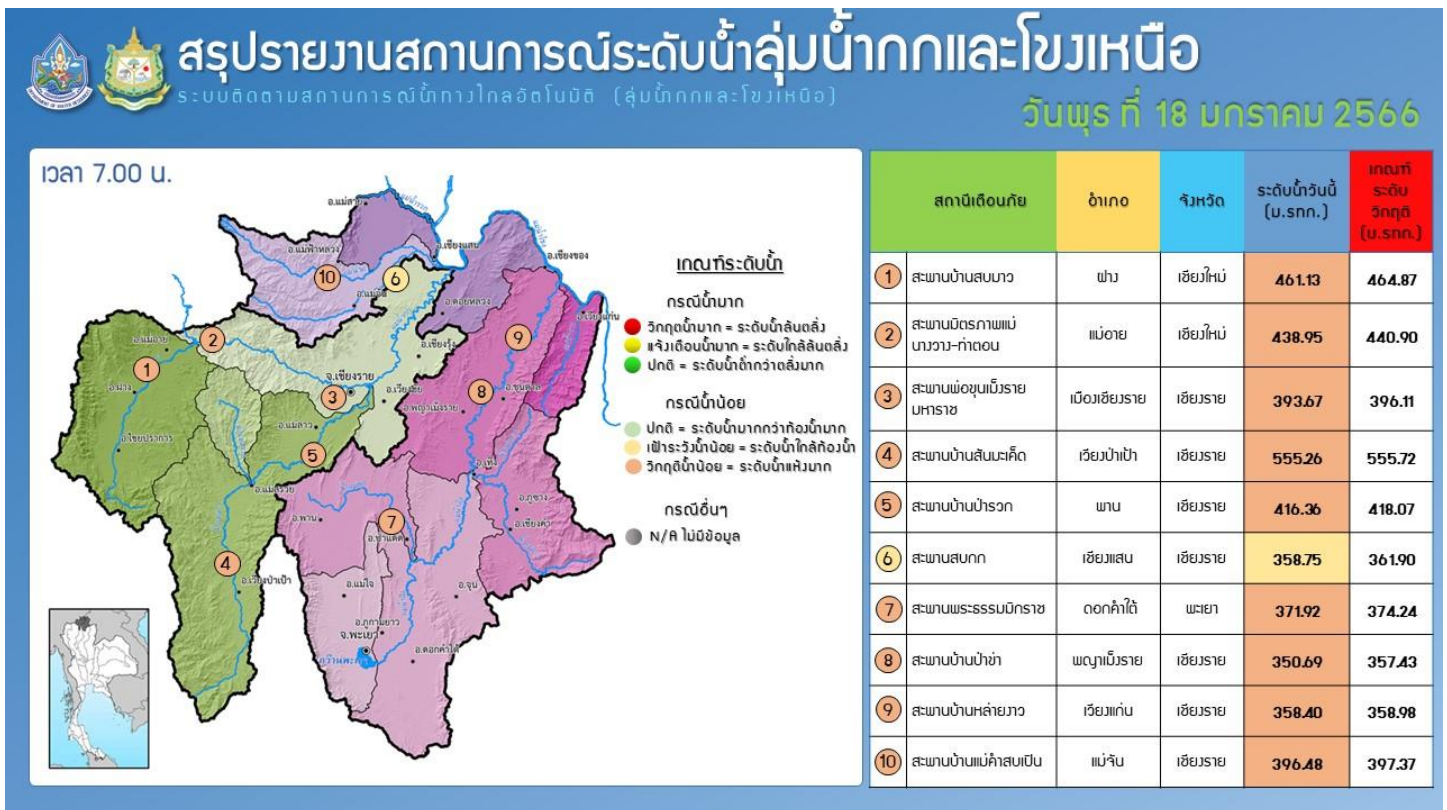 สรุปรายงานสถานการณ์ระดับน้ำลุ่มน้ำกกและโขงเหนือ
ระบบติดตามสถานการณ์น้ำทางไกลอัตโนมัติ (ลุ่มน้ำกกและโขงเหนือ)
วันพุธ ที่ 18 มกราคม 2566
เวลา 7.00 น.
อ.แม่สาย
อ.แม่ฟ้าหลวง
อ.เชียงแสน
อ.เชียงของ
10
6
อ.แม่จัน
อ.ดอยหลวง
อ.เวียงแก่น
9
อ.แม่อาย
2
อ.เชียงรุ้ง
1
จ.เชียงราย
อ.ฝาง
3
อ.เวียงชัย
8
อ.ขุนตาล
อ.พญาเม็งราย
อ.แม่ลาว
อ.ไชยปราการ
5
อ.เทิง
อ.แม่สรวย
อ.ภูซาง
อ.พาน
7
อ.เชียงคำ
อ.ป่าแดด
4
อ.เวียงป่าเป้า
อ.แม่ใจ
อ.จุน
อ.ภูกามยาว
จ.พะเยา
กว๊านพะเยา
อ.ดอกคำใต้
เกณฑ์ระดับน้ำ
กรณีน้ำมาก
วิกฤตน้ำมาก = ระดับน้ำล้นตลิ่ง
แจ้งเตือนน้ำมาก = ระดับใกล้ล้นตลิ่ง
ปกติ = ระดับน้ำต่ำกว่าตลิ่งมาก
กรณีน้ำน้อย
ปกติ = ระดับน้ำมากกว่าท้องน้ำมาก
เฝ้าระวังน้ำน้อย = ระดับน้ำใกล้ท้องน้ำ
วิกฤติน้ำน้อย = ระดับน้ำแห้งมาก
กรณีอื่นๆ
N/A ไม่มีข้อมูล
สถานีเตือนภัย อำเภอ จังหวัด ระดับน้ำวันนี้ (ม.รทก.) เกณฑ์ระดับวิกฤติ (ม.รทก.)
1 สะพานบ้านสบมาว ฝาง เชียงใหม่ 461.13 464.87
2 สะพานมิตรภาพแม่นางวาง-ท่าตอน แม่อาย เชียงใหม่ 438.95 440.90
3 สะพานพ่อขุนเม็งรายมหาราช เมืองเชียงราย เชียงราย 393.67 396.11
4 สะพานบ้านสันมะเค็ด เวียงป่าเป้า เชียงราย 555.26 555.72
5 สะพานบ้านป่ารวก พาน เชียงราย 416.36 418.07
6 สะพานสบกก เชียงแสน เชียงราย 358.75 361.90
7 สะพานพระธรรมมิกราช ดอกคำใต้ พะเยา 371.92 374.24
8 สะพานบ้านป่าข่า พญาเม็งราย เชียงราย 350.69 357.43
9 สะพานบ้านหล่ายงาว เวียงแก่น เชียงราย 358.40 358.98
10 สะพานบ้านแม่คำสบเปิน แม่จัน เชียงราย 396.48 397.37